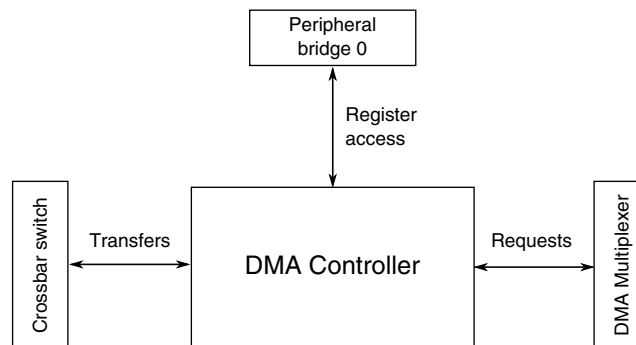 Peripheral
bridge 0
Register
access
Crossbar switch
Transfers
DMA Controller
Requests
DMA Multiplexer